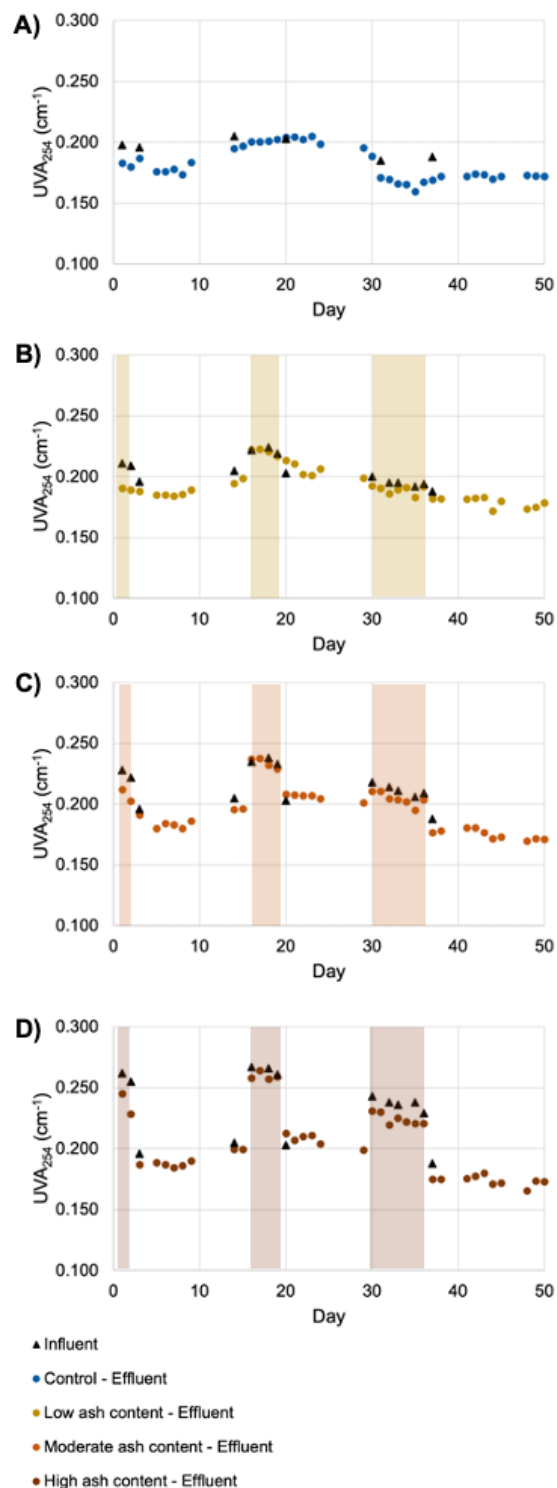 A)
UVA254 (cm-1)
0.300
0.200
0.150
0.100
0 10 20 30 40 50
Day
B)
UVA254 (cm-1)
0.300
0.250
0.200
0.150
0.100
0 10 20 30 40 50
Day
C)
UVA254 (cm-1)
0.300
0.250
0.200
0.150
0.100
0 10 20 30 40 50
Day
D)
UVA254 (cm-1)
0.300
0.250
0.200
0.150
0.100
0 10 20 30 40 50
Day
Influent
Control - Effluent
Low ash content - Effluent
Moderate ash content - Effluent
High ash content - Effluent